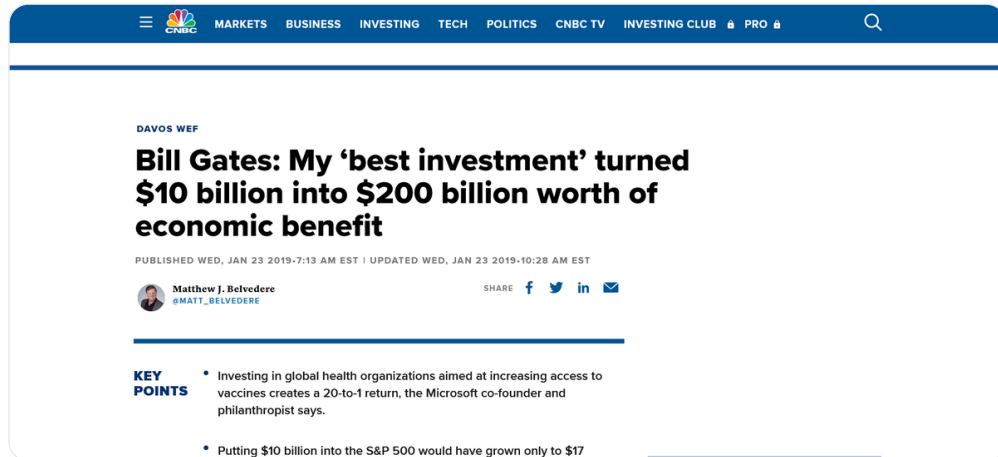 CNBC MARKETS BUSINESS INVESTING TECH POLITICS CNBC TV INVESTING CLUB PRO
DAVOS WEF
Bill Gates: My ‘best investment’ turned
$10 billion into $200 billion worth of
economic benefit
PUBLISHED WED, JAN 23 2019•7:13 AM EST | UPDATED WED, JAN 23 2019•10:28 AM EST
Matthew J. Belvedere
@MATT_BELVEDERE
SHARE
KEY
POINTS
• Investing in global health organizations aimed at increasing access to
vaccines creates a 20-to-1 return, the Microsoft co-founder and
philanthropist says.
• Putting $10 billion into the S&P 500 would have grown only to $17